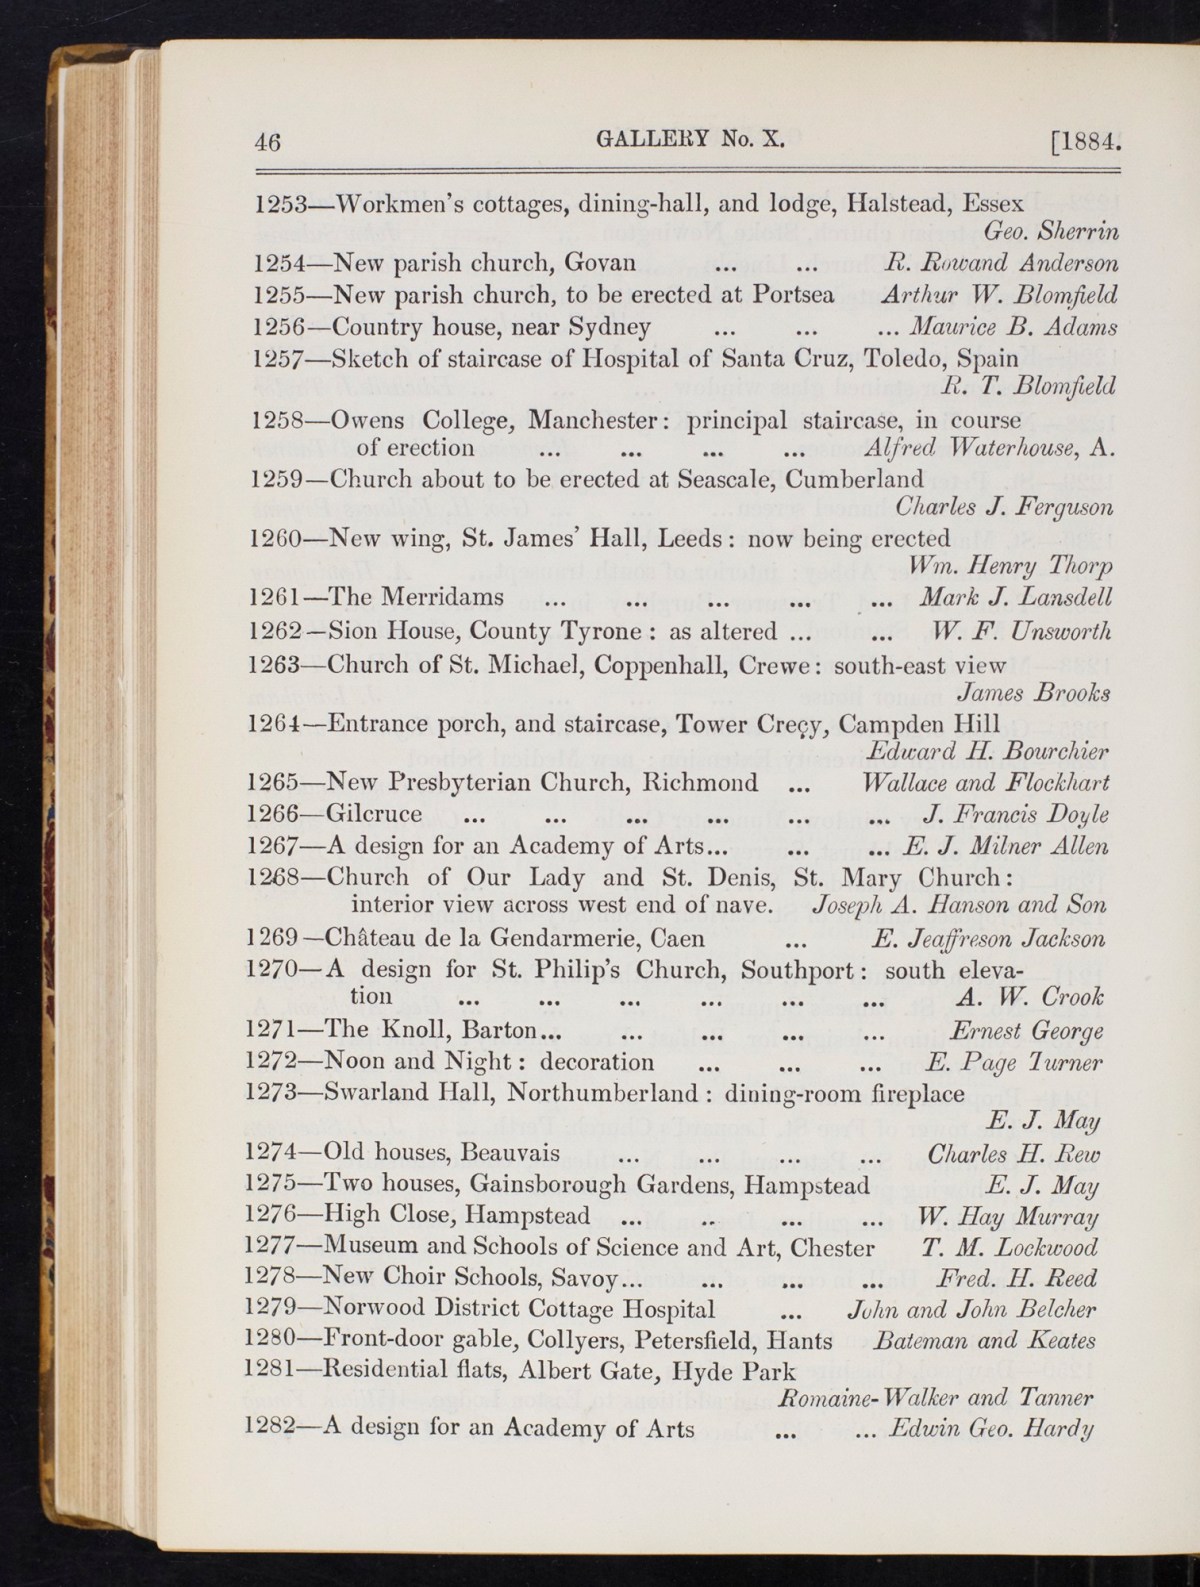 46 GALLERY No. X. [1884.
1253—Workmen's cottages, dining-hall, and lodge, Halstead, Essex
Geo. Sherrin
1254—New parish church, Govan ... ... R. Rowand Anderson
1255—New parish church, to be erected at Portsea Arthur W. Blomfield
1256—Country house, near Sydney ... ... ... Maurice B. Adams
1257—Sketch of staircase of Hospital of Santa Cruz, Toledo, Spain
R. T. Blomfield
1258—Owens College, Manchester: principal staircase, in course
of erection ... ... ... ... Alfred Waterhouse, A.
1259—Church about to be erected at Seascale, Cumberland
Charles J. Ferguson
1260—New wing, St. James' Hall, Leeds: now being erected
Wm. Henry Thorp
1261—The Merridams ... ... ... ... ... Mark J. Lansdell
1262—Sion House, County Tyrone: as altered ... ... W. F. Unsworth
1263—Church of St. Michael, Coppenhall, Crewe: south-east view
James Brooks
1264—Entrance porch, and staircase, Tower Creçy, Campden Hill
Edward H. Bourchier
1265—New Presbyterian Church, Richmond ... Wallace and Flockhart
1266—Gilcruce ... ... ... ... ... ... J. Francis Doyle
1267—A design for an Academy of Arts... ... ... E. J. Milner Allen
1268—Church of Our Lady and St. Denis, St. Mary Church:
interior view across west end of nave. Joseph A. Hanson and Son
1269—Château de la Gendarmerie, Caen ... E. Jeaffreson Jackson
1270—A design for St. Philip's Church, Southport: south eleva-
tion ... ... ... ... ... ... A. W. Crook
1271—The Knoll, Barton... ... ... ... ... Ernest George
1272—Noon and Night: decoration ... ... ... E. Page Turner
1273—Swarland Hall, Northumberland: dining-room fireplace
E. J. May
1274—Old houses, Beauvais ... ... ... ... Charles H. Rew
1275—Two houses, Gainsborough Gardens, Hampstead E. J. May
1276—High Close, Hampstead ... .. ... ... W. Hay Murray
1277—Museum and Schools of Science and Art, Chester T. M. Lockwood
1278—New Choir Schools, Savoy... ... ... ... Fred. H. Reed
1279—Norwood District Cottage Hospital ... John and John Belcher
1280—Front-door gable, Collyers, Petersfield, Hants Bateman and Keates
1281—Residential flats, Albert Gate, Hyde Park
Romaine-Walker and Tanner
1282—A design for an Academy of Arts ... ... Edwin Geo. Hardy